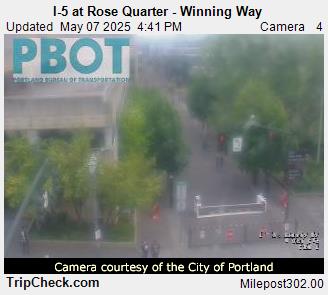 I-5 at Rose Quarter - Winning Way
Updated May 07 2025 4:41 PM Camera 4
PBOT
PORTLAND BUREAU OF TRANSPORTATION
Camera courtesy of the City of Portland
TripCheck.com Milepost302.00